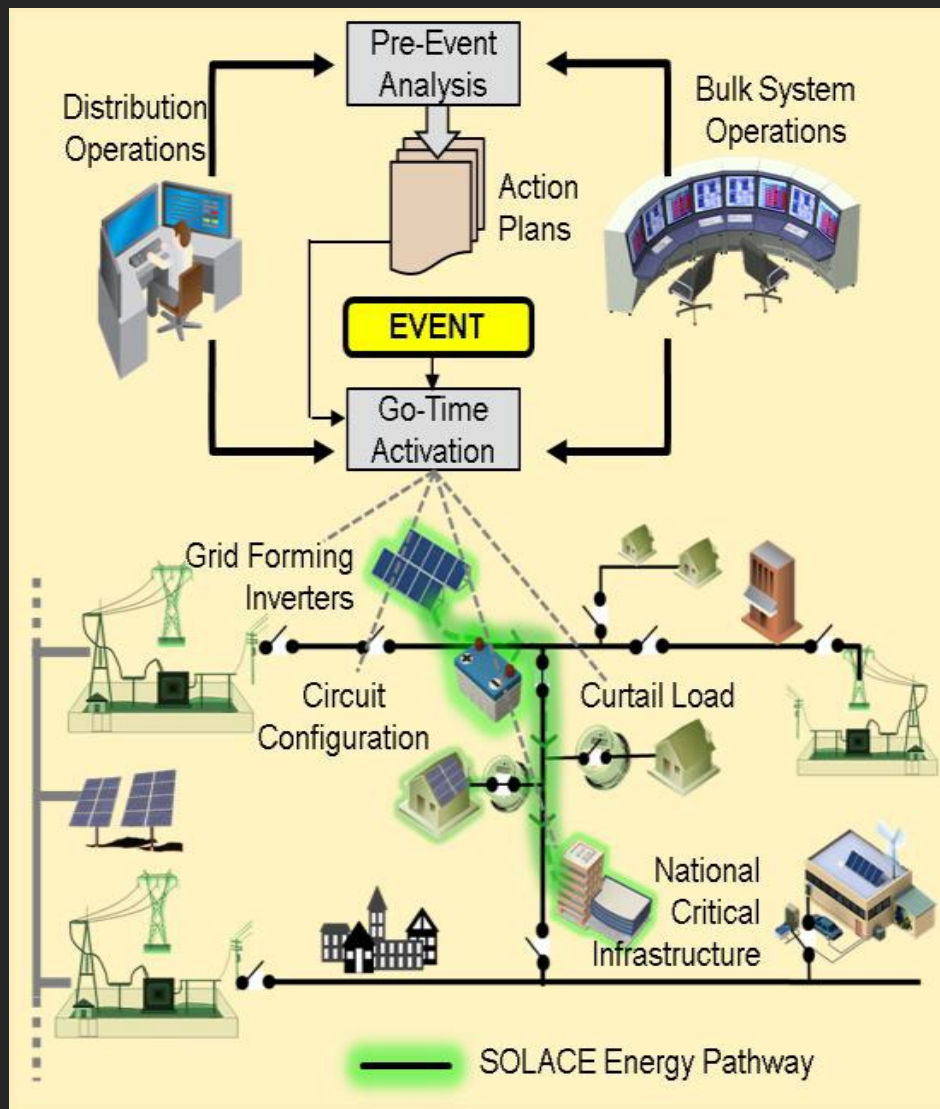 Pre-Event
Analysis
Distribution
Operations
Bulk System
Operations
Action
Plans
EVENT
Go-Time
Activation
Grid Forming
Inverters
Circuit
Configuration
Curtail Load
National
Critical
Infrastructure
SOLACE Energy Pathway